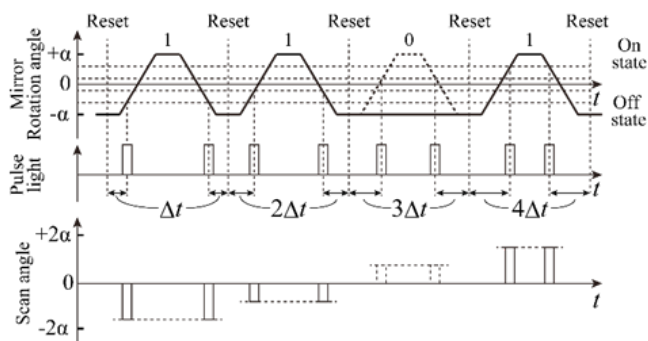 Reset Reset Reset Reset Reset
1 1 0 1
Mirror
Rotation angle
+α
0
-α
On
state
t
Off
state
Pulse
light
t
Δt 2Δt 3Δt 4Δt
Scan angle
+2α
0
-2α
t